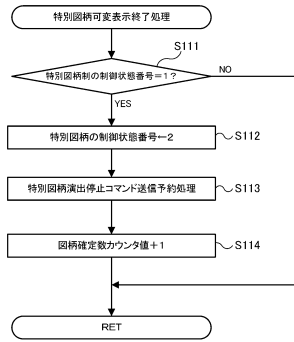 特別図柄可変表示終了処理
S111
特別図柄制の制御状態番号=1?
NO
YES
特別図柄の制御状態番号←2
S112
特別図柄演出停止コマンド送信予約処理
S113
図柄確定数カウンタ値+1
S114
RET